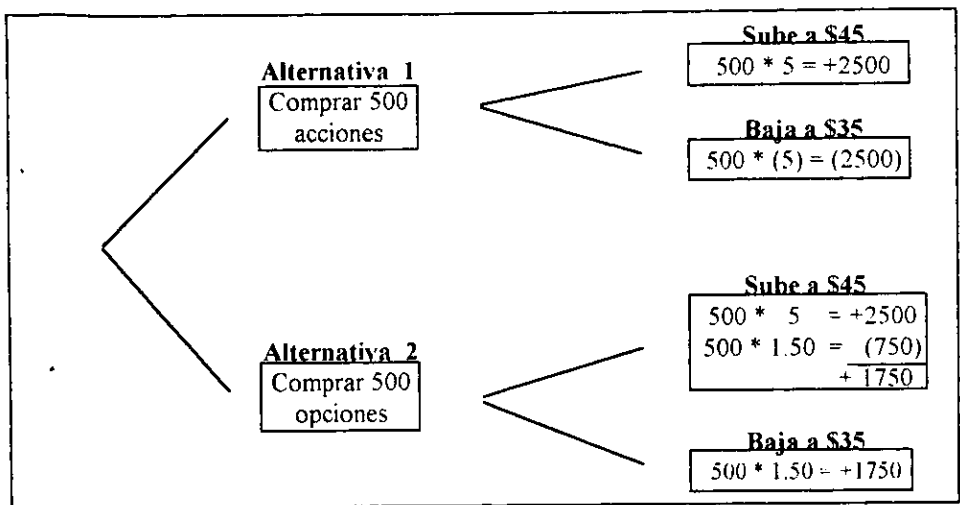 Alternativa 1
Comprar 500
acciones
Sube a $45
500 * 5 = +2500
Baja a $35
500 * (5) = (2500)
Alternativa 2
Comprar 500
opciones
Sube a $45
500 * 5 = +2500
500 * 1.50 = (750)
+ 1750
Baja a $35
500 * 1.50 = +1750